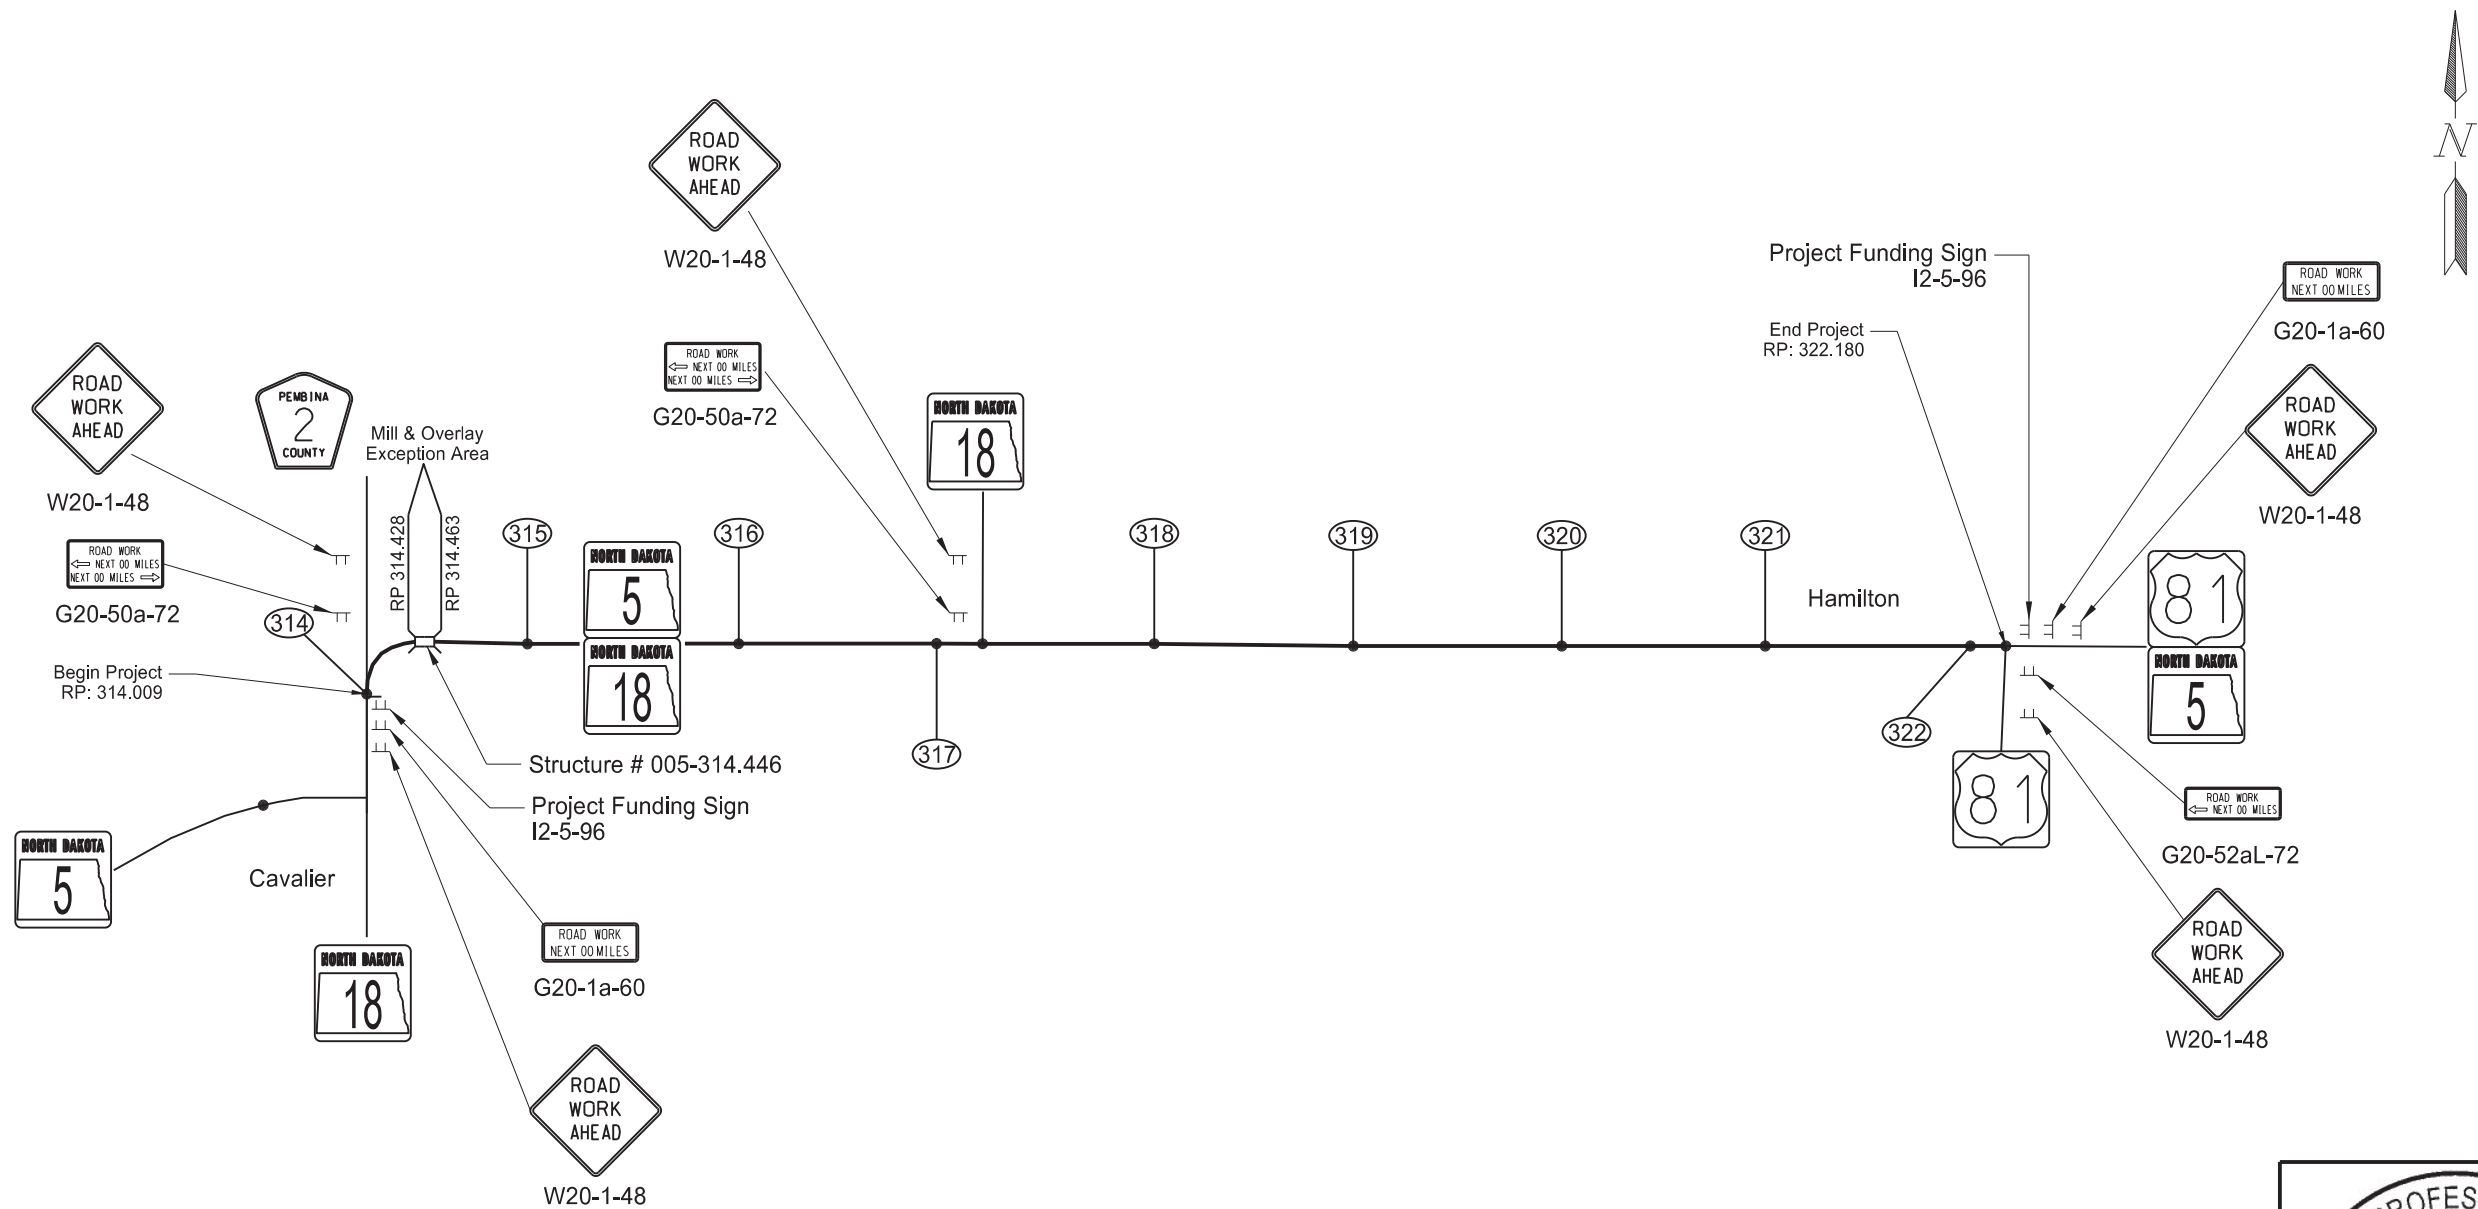 N
ROAD
WORK
AHEAD
W20-1-48
ROAD WORK
NEXT 00 MILES
NEXT 00 MILES
G20-50a-72
NORTH DAKOTA
18
Project Funding Sign
I2-5-96
End Project
RP: 322.180
ROAD WORK
NEXT 00 MILES
G20-1a-60
ROAD
WORK
AHEAD
W20-1-48
ROAD
WORK
AHEAD
W20-1-48
PEMBINA
2
COUNTY
Mill & Overlay
Exception Area
RP 314.428
RP 314.463
ROAD WORK
NEXT 00 MILES
NEXT 00 MILES
G20-50a-72
314
315
316
318
319
320
321
NORTH DAKOTA
5
NORTH DAKOTA
18
Hamilton
81
NORTH DAKOTA
5
Begin Project
RP: 314.009
317
322
81
Structure # 005-314.446
Project Funding Sign
I2-5-96
NORTH DAKOTA
5
Cavalier
NORTH DAKOTA
18
ROAD WORK
NEXT 00 MILES
G20-1a-60
ROAD
WORK
AHEAD
W20-1-48
ROAD WORK
NEXT 00 MILES
G20-52aL-72
ROAD
WORK
AHEAD
W20-1-48